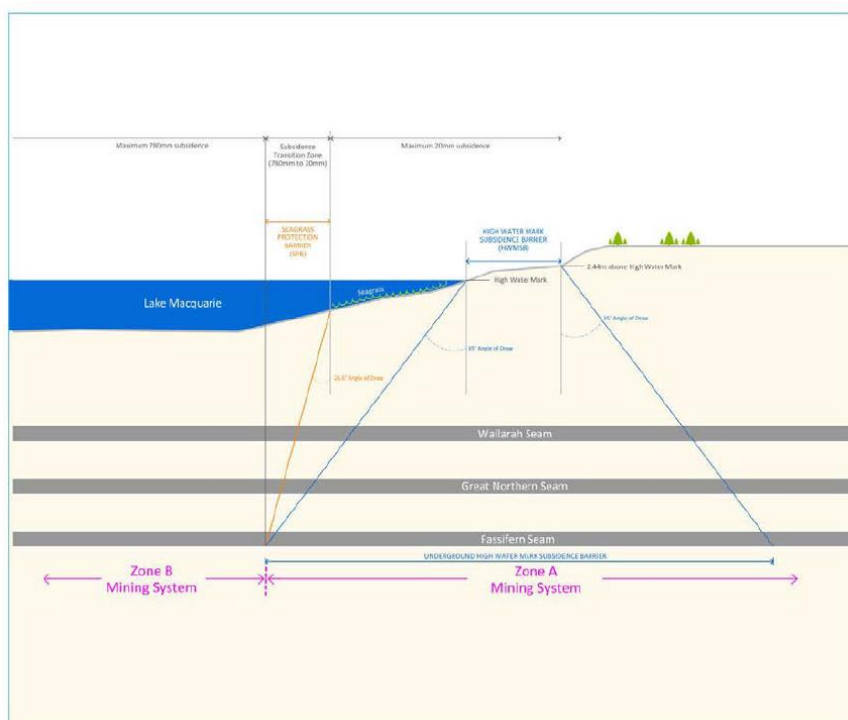 Maximum 780mm subsidence
Subsidence
Transition Zone
(780mm to 20mm)
Maximum 20mm subsidence
SEAGRASS
PROTECTION
BARRIER
(SPB)
HIGH WATER MARK
SUBSIDENCE BARRIER
(HWMSB)
2.44m above High Water Mark
Seagrass
High Water Mark
Lake Macquarie
35° Angle of Draw
35° Angle of Draw
26.5° Angle of Draw
Wallarah Seam
Great Northern Seam
Fassifern Seam
UNDERGROUND HIGH WATER MARK SUBSIDENCE BARRIER
Zone B
Mining System
Zone A
Mining System